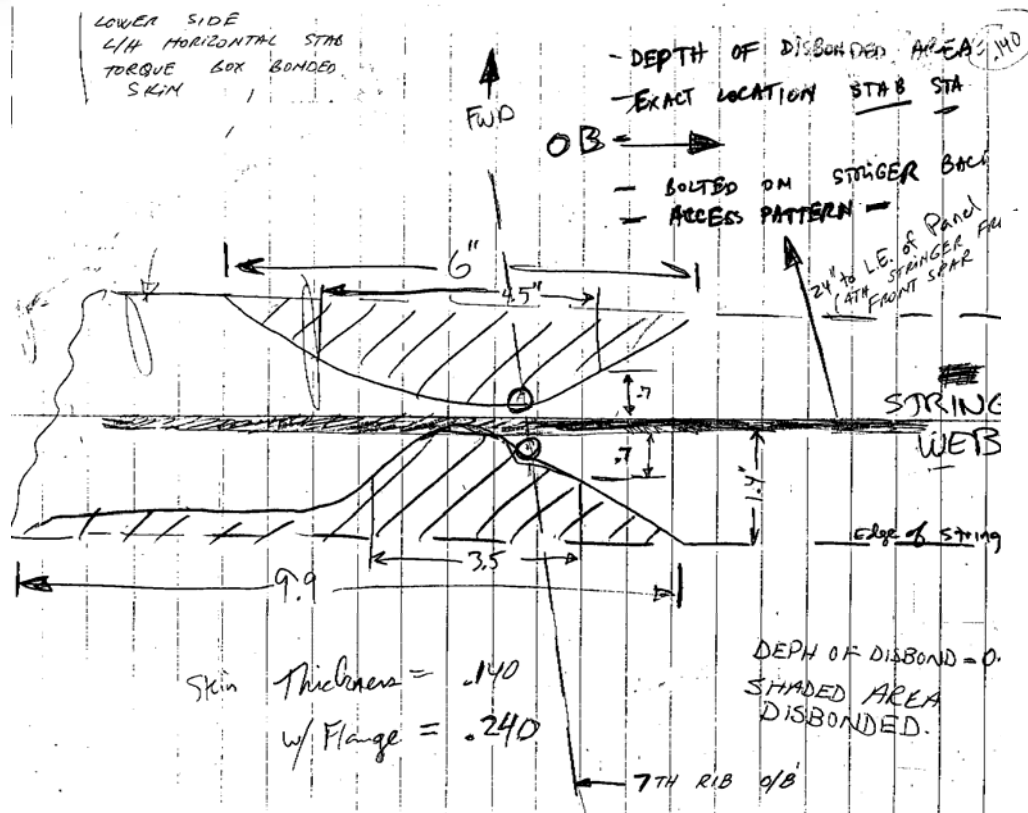 LOWER SIDE
L/H HORIZONTAL STAB
TORQUE BOX BONDED
SKIN
FWD
OB
- DEPTH OF DISBONDED AREA = .140
- EXACT LOCATION STAB STA
- BOLTED ON STRINGER BACK
- ACCESS PATTERN -
24" to L.E. of Panel
STRINGER
FRONT SPAR
6"
4.5"
.7
STRING
WEB
.7
1.4"
Edge of String
3.5
9.9
Skin Thickness = .140
w/ Flange = .240
DEPH OF DISBOND = 0.
SHADED AREA
DISBONDED.
7TH RIB O/B